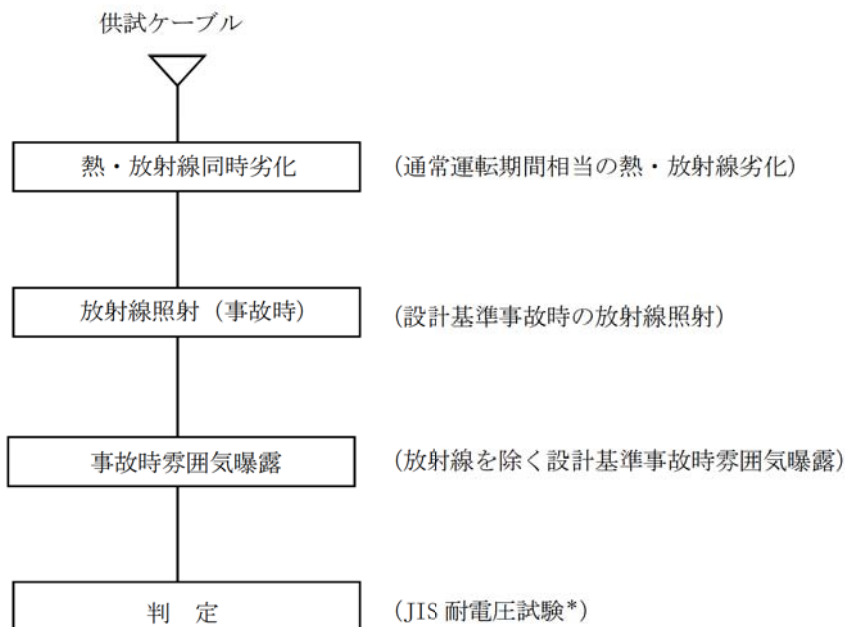 供試ケーブル
熱・放射線同時劣化
(通常運転期間相当の熱・放射線劣化)
放射線照射(事故時)
(設計基準事故時の放射線照射)
事故時雰囲気曝露
(放射線を除く設計基準事故時雰囲気曝露)
判 定
(JIS 耐電圧試験*)